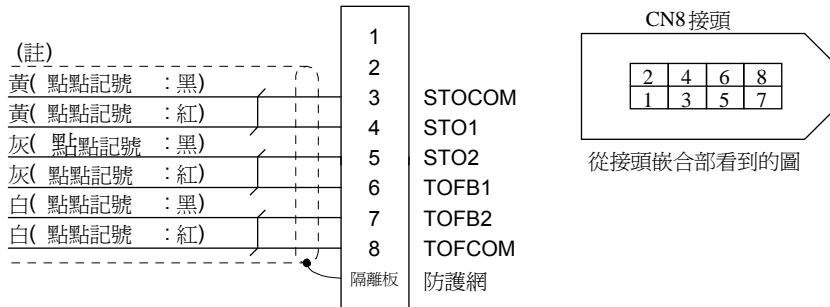 (註)
黃( 點點記號 : 黑)
黃( 點點記號 : 紅)
灰( 點點記號 : 黑)
灰( 點點記號 : 紅)
白( 點點記號 : 黑)
白( 點點記號 : 紅)
1
2
3 STOCOM
4 STO1
5 STO2
6 TOFB1
7 TOFB2
8 TOFCOM
隔離板 防護網
CN8接頭
2 4 6 8
1 3 5 7
從接頭嵌合部看到的圖